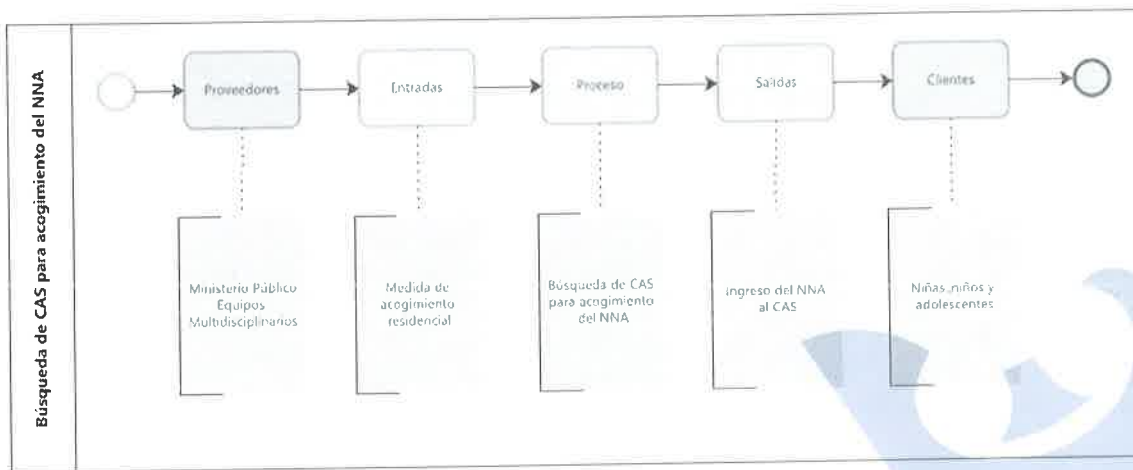 Búsqueda de CAS para acogimiento del NNA
Proveedores
Entradas
Proceso
Salidas
Clientes
Ministerio Público
Equipos
Multidisciplinarios
Medida de
acogimiento
residencial
Búsqueda de CAS
para acogimiento
del NNA
Ingreso del NNA
al CAS
Niñas, niños y
adolescentes